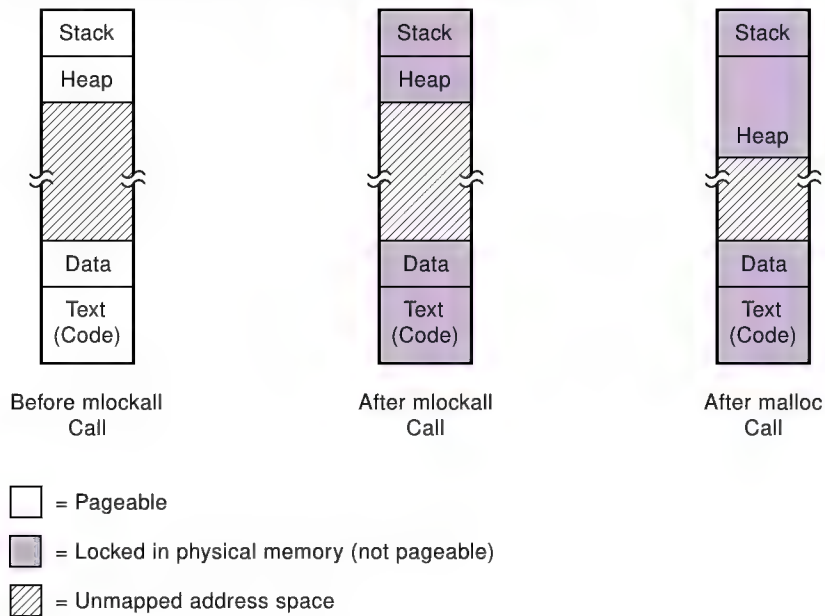 Stack
Heap
Data
Text
(Code)
Before mlockall
Call
Stack
Heap
Data
Text
(Code)
After mlockall
Call
Stack
Heap
Data
Text
(Code)
After malloc
Call
= Pageable
= Locked in physical memory (not pageable)
= Unmapped address space